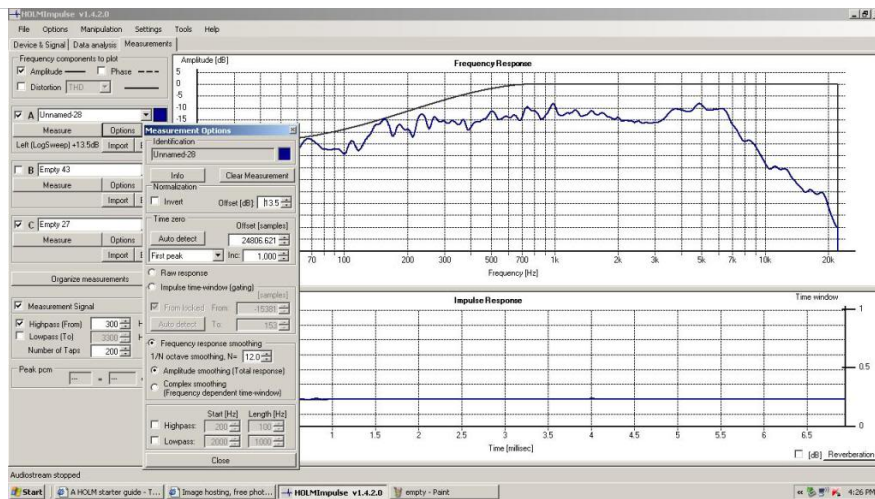 HOLMImpulse v1.4.2.0
File Options Manipulation Settings Tools Help
Device & Signal Data analysis Measurements
Frequency components to plot
Amplitude Phase
Distortion THD
A Unnamed-28
Measure Options
Left (LogSweep) +13.5dB Import
B Empty 43
Measure Options
Import
C Empty 27
Measure Options
Import
Organize measurements
Measurement Signal
Highpass (From) 300
Lowpass (To) 3300
Number of Taps 200
Peak pcm
--- = ---
Measurement Options
Identification
Unnamed-28
Info Clear Measurement
Normalization
Invert Offset [dB]: 13.5
Time zero
Offset [samples]
Auto detect 24806.621
First peak Inc: 1,000
Raw response
Impulse time-window (gating)
[samples]
From locked From: -15381
Auto detect To: 153
Frequency response smoothing
1/N octave smoothing, N= 12.0
Amplitude smoothing (Total response)
Complex smoothing
(Frequency dependent time-window)
Start [Hz] Length [Hz]
Highpass: 200 100
Lowpass: 2000 1000
Close
Amplitude [dB]
Frequency Response
5
0
-5
-10
-15
70 100 200 300 500 700 1k 2k 3k 5k 7k 10k 20k
Frequency [Hz]
Impulse Response
Time window
1
0.5
0
1 1.5 2 2.5 3 3.5 4 4.5 5 5.5 6 6.5
Time [millisec]
[dB] Reverberation
Audiostream stopped
Start A HOLM starter guide - T... Image hosting, free phot... HOLMImpulse v1.4.2.0 empty - Paint 4:26 PM